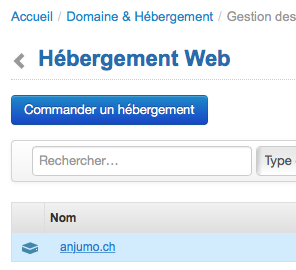 Accueil / Domaine & Hébergement / Gestion des
Hébergement Web
Commander un hébergement
Rechercher… Type
Nom
anjumo.ch